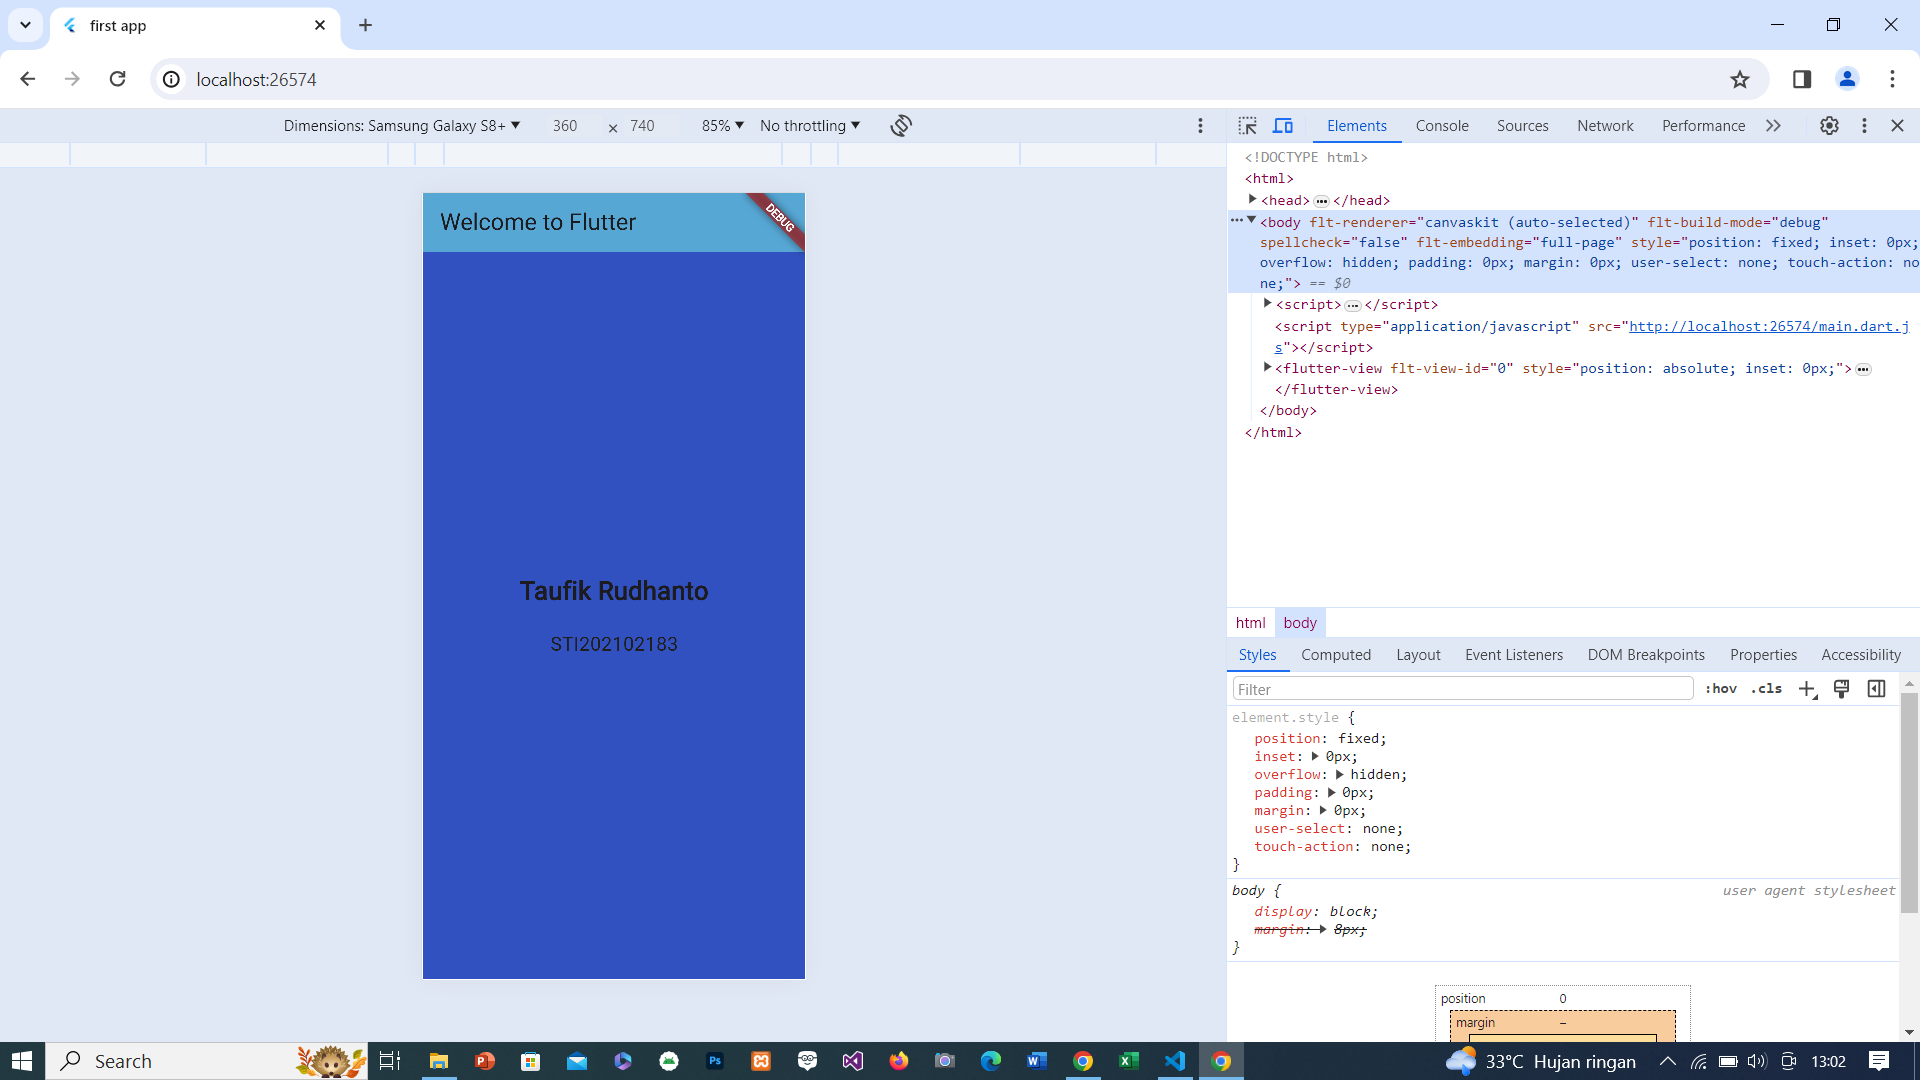 first app
localhost:26574
Dimensions: Samsung Galaxy S8+ ▼ 360 × 740 85% ▼ No throttling ▼
Elements Console Sources Network Performance
Welcome to Flutter
DEBUG
Taufik Rudhanto
STI202102183
<!DOCTYPE html>
<html>
<head> … </head>
<body flt-renderer="canvaskit (auto-selected)" flt-build-mode="debug"
spellcheck="false" flt-embedding="full-page" style="position: fixed; inset: 0px;
overflow: hidden; padding: 0px; margin: 0px; user-select: none; touch-action: no
ne;"> == $0
<script> … </script>
<script type="application/javascript" src="http://localhost:26574/main.dart.j
s"></script>
<flutter-view flt-view-id="0" style="position: absolute; inset: 0px;"> …
</flutter-view>
</body>
</html>
html body
Styles Computed Layout Event Listeners DOM Breakpoints Properties Accessibility
Filter :hov .cls
element.style {
position: fixed;
inset: 0px;
overflow: hidden;
padding: 0px;
margin: 0px;
user-select: none;
touch-action: none;
}
body { user agent stylesheet
display: block;
margin: 8px;
}
position 0
margin –
Search
33°C Hujan ringan 13:02